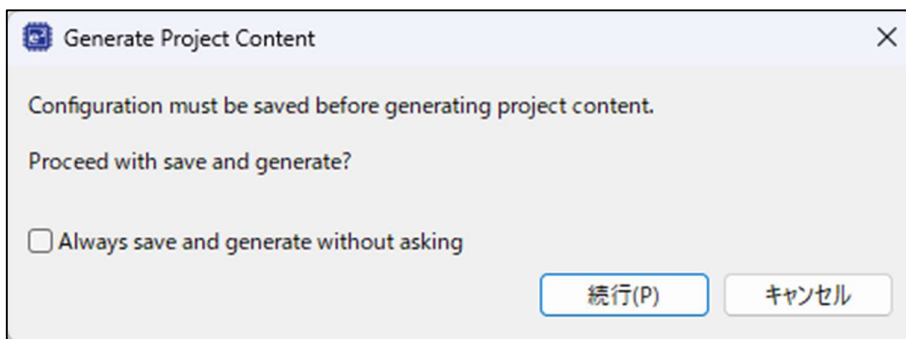 Generate Project Content
Configuration must be saved before generating project content.
Proceed with save and generate?
Always save and generate without asking
続行(P)
キャンセル